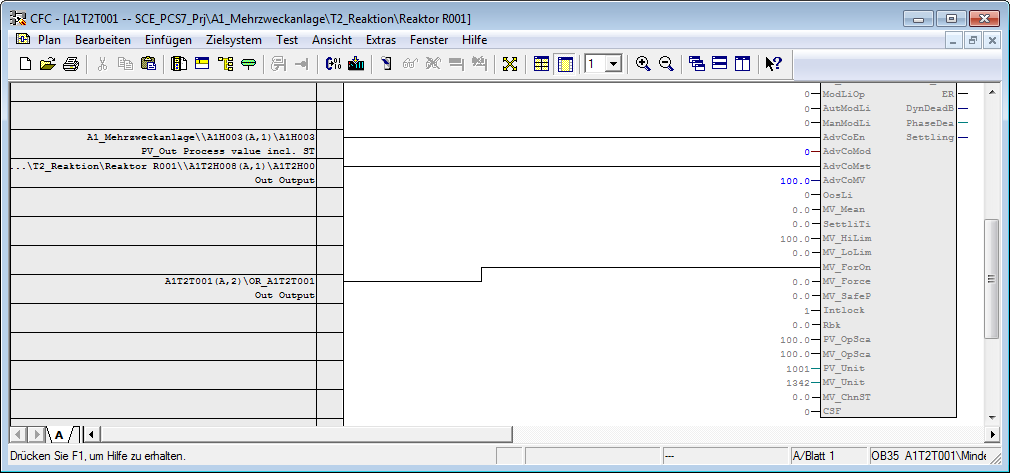 CFC - [A1T2T001 -- SCE_PCS7_Prj\A1_Mehrzweckanlage\T2_Reaktion\Reaktor R001]
Plan Bearbeiten Einfügen Zielsystem Test Ansicht Extras Fenster Hilfe
1
0 ModLiOp ER
0 AutModLi DynDeadB
0 ManModLi PhaseDea
A1_Mehrzweckanlage\\A1H003(A,1)\A1H003 AdvCoEn Settling
PV_Out Process value incl. ST 0 AdvCoMod
...\T2_Reaktion\Reaktor R001\\A1T2H008(A,1)\A1T2H00 AdvCoMst
Out Output 100.0 AdvCoMV
0 OosLi
0.0 MV_Mean
0.0 SettliTi
100.0 MV_HiLim
0.0 MV_LoLim
MV_ForOn
A1T2T001(A,2)\OR_A1T2T001 0.0 MV_Force
Out Output 0.0 MV_SafeP
1 Intlock
0.0 Rbk
100.0 PV_OpSca
100.0 MV_OpSca
1001 PV_Unit
1342 MV_Unit
0.0 MV_ChnST
0 CSF
A
Drücken Sie F1, um Hilfe zu erhalten. --- A/Blatt 1 OB35 A1T2T001\Minde